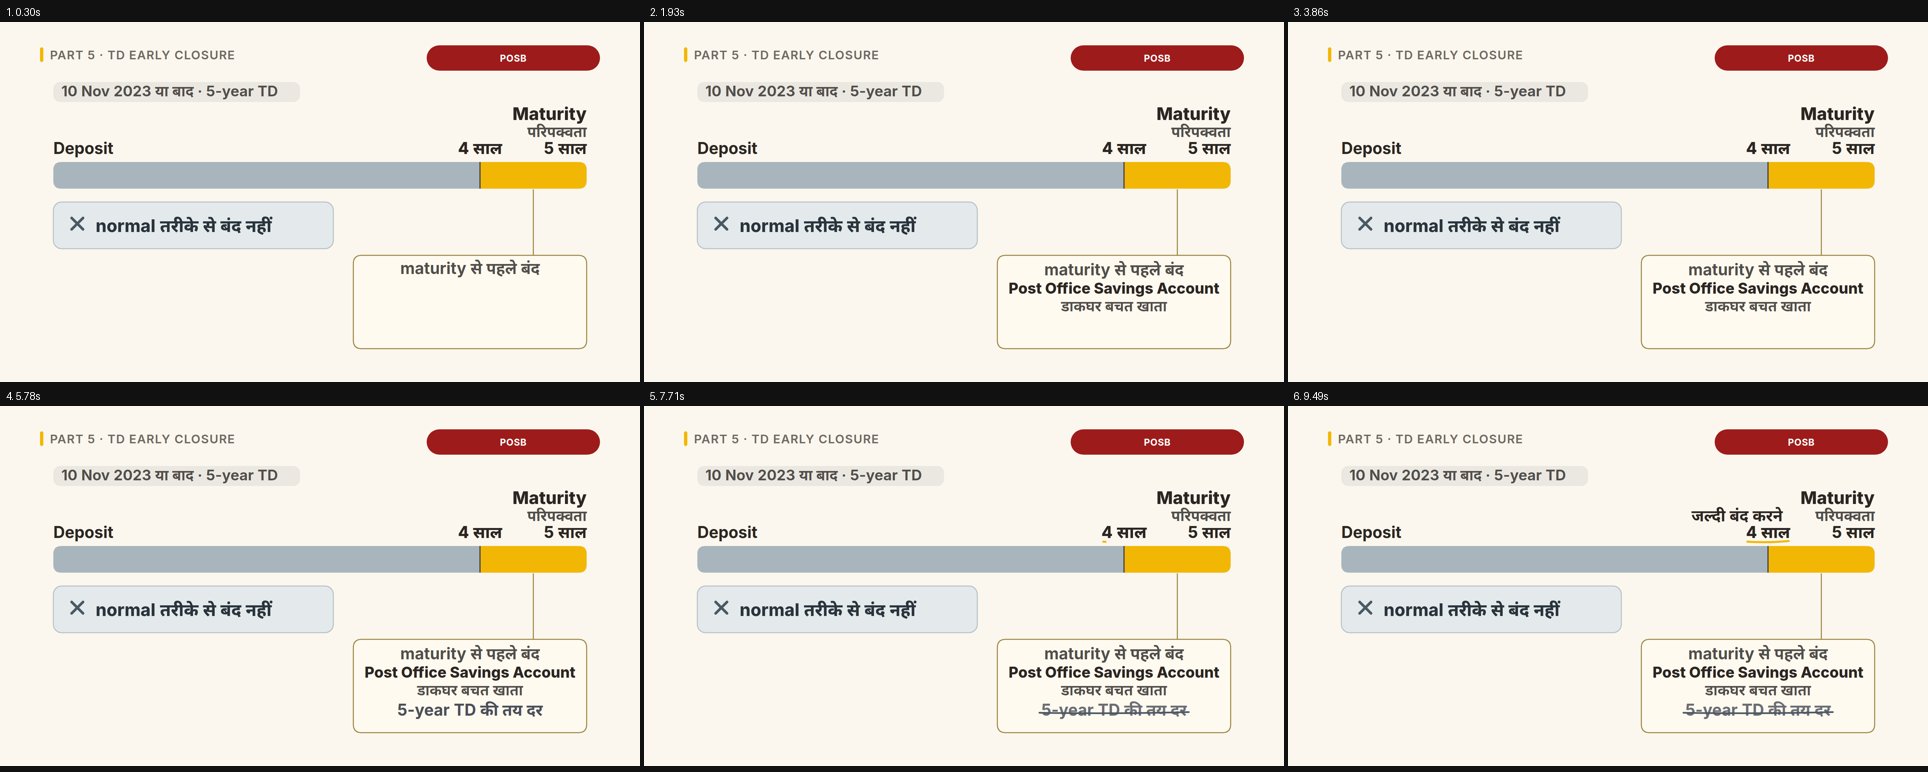 1. 0.30s
PART 5 · TD EARLY CLOSURE
POSB
10 Nov 2023 या बाद · 5-year TD
Maturity
परिपक्वता
Deposit
4 साल
5 साल
✕ normal तरीके से बंद नहीं
maturity से पहले बंद
2. 1.93s
PART 5 · TD EARLY CLOSURE
POSB
10 Nov 2023 या बाद · 5-year TD
Maturity
परिपक्वता
Deposit
4 साल
5 साल
✕ normal तरीके से बंद नहीं
maturity से पहले बंद
Post Office Savings Account
डाकघर बचत खाता
3. 3.86s
PART 5 · TD EARLY CLOSURE
POSB
10 Nov 2023 या बाद · 5-year TD
Maturity
परिपक्वता
Deposit
4 साल
5 साल
✕ normal तरीके से बंद नहीं
maturity से पहले बंद
Post Office Savings Account
डाकघर बचत खाता
4. 5.78s
PART 5 · TD EARLY CLOSURE
POSB
10 Nov 2023 या बाद · 5-year TD
Maturity
परिपक्वता
Deposit
4 साल
5 साल
✕ normal तरीके से बंद नहीं
maturity से पहले बंद
Post Office Savings Account
डाकघर बचत खाता
5-year TD की तय दर
5. 7.71s
PART 5 · TD EARLY CLOSURE
POSB
10 Nov 2023 या बाद · 5-year TD
Maturity
परिपक्वता
Deposit
4 साल
5 साल
✕ normal तरीके से बंद नहीं
maturity से पहले बंद
Post Office Savings Account
डाकघर बचत खाता
5-year TD की तय दर
6. 9.49s
PART 5 · TD EARLY CLOSURE
POSB
10 Nov 2023 या बाद · 5-year TD
Maturity
जल्दी बंद करने
परिपक्वता
Deposit
4 साल
5 साल
✕ normal तरीके से बंद नहीं
maturity से पहले बंद
Post Office Savings Account
डाकघर बचत खाता
5-year TD की तय दर